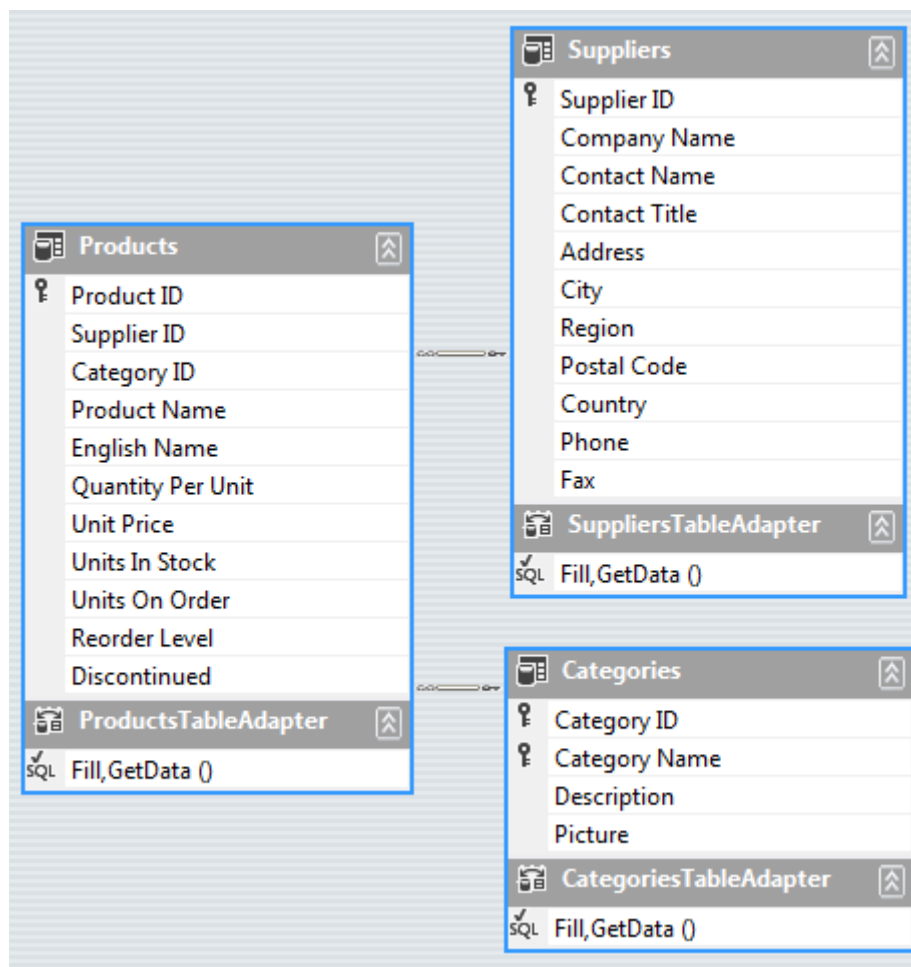 Products
Product ID
Supplier ID
Category ID
Product Name
English Name
Quantity Per Unit
Unit Price
Units In Stock
Units On Order
Reorder Level
Discontinued
ProductsTableAdapter
SQL Fill,GetData ()
Suppliers
Supplier ID
Company Name
Contact Name
Contact Title
Address
City
Region
Postal Code
Country
Phone
Fax
SuppliersTableAdapter
SQL Fill,GetData ()
Categories
Category ID
Category Name
Description
Picture
CategoriesTableAdapter
SQL Fill,GetData ()